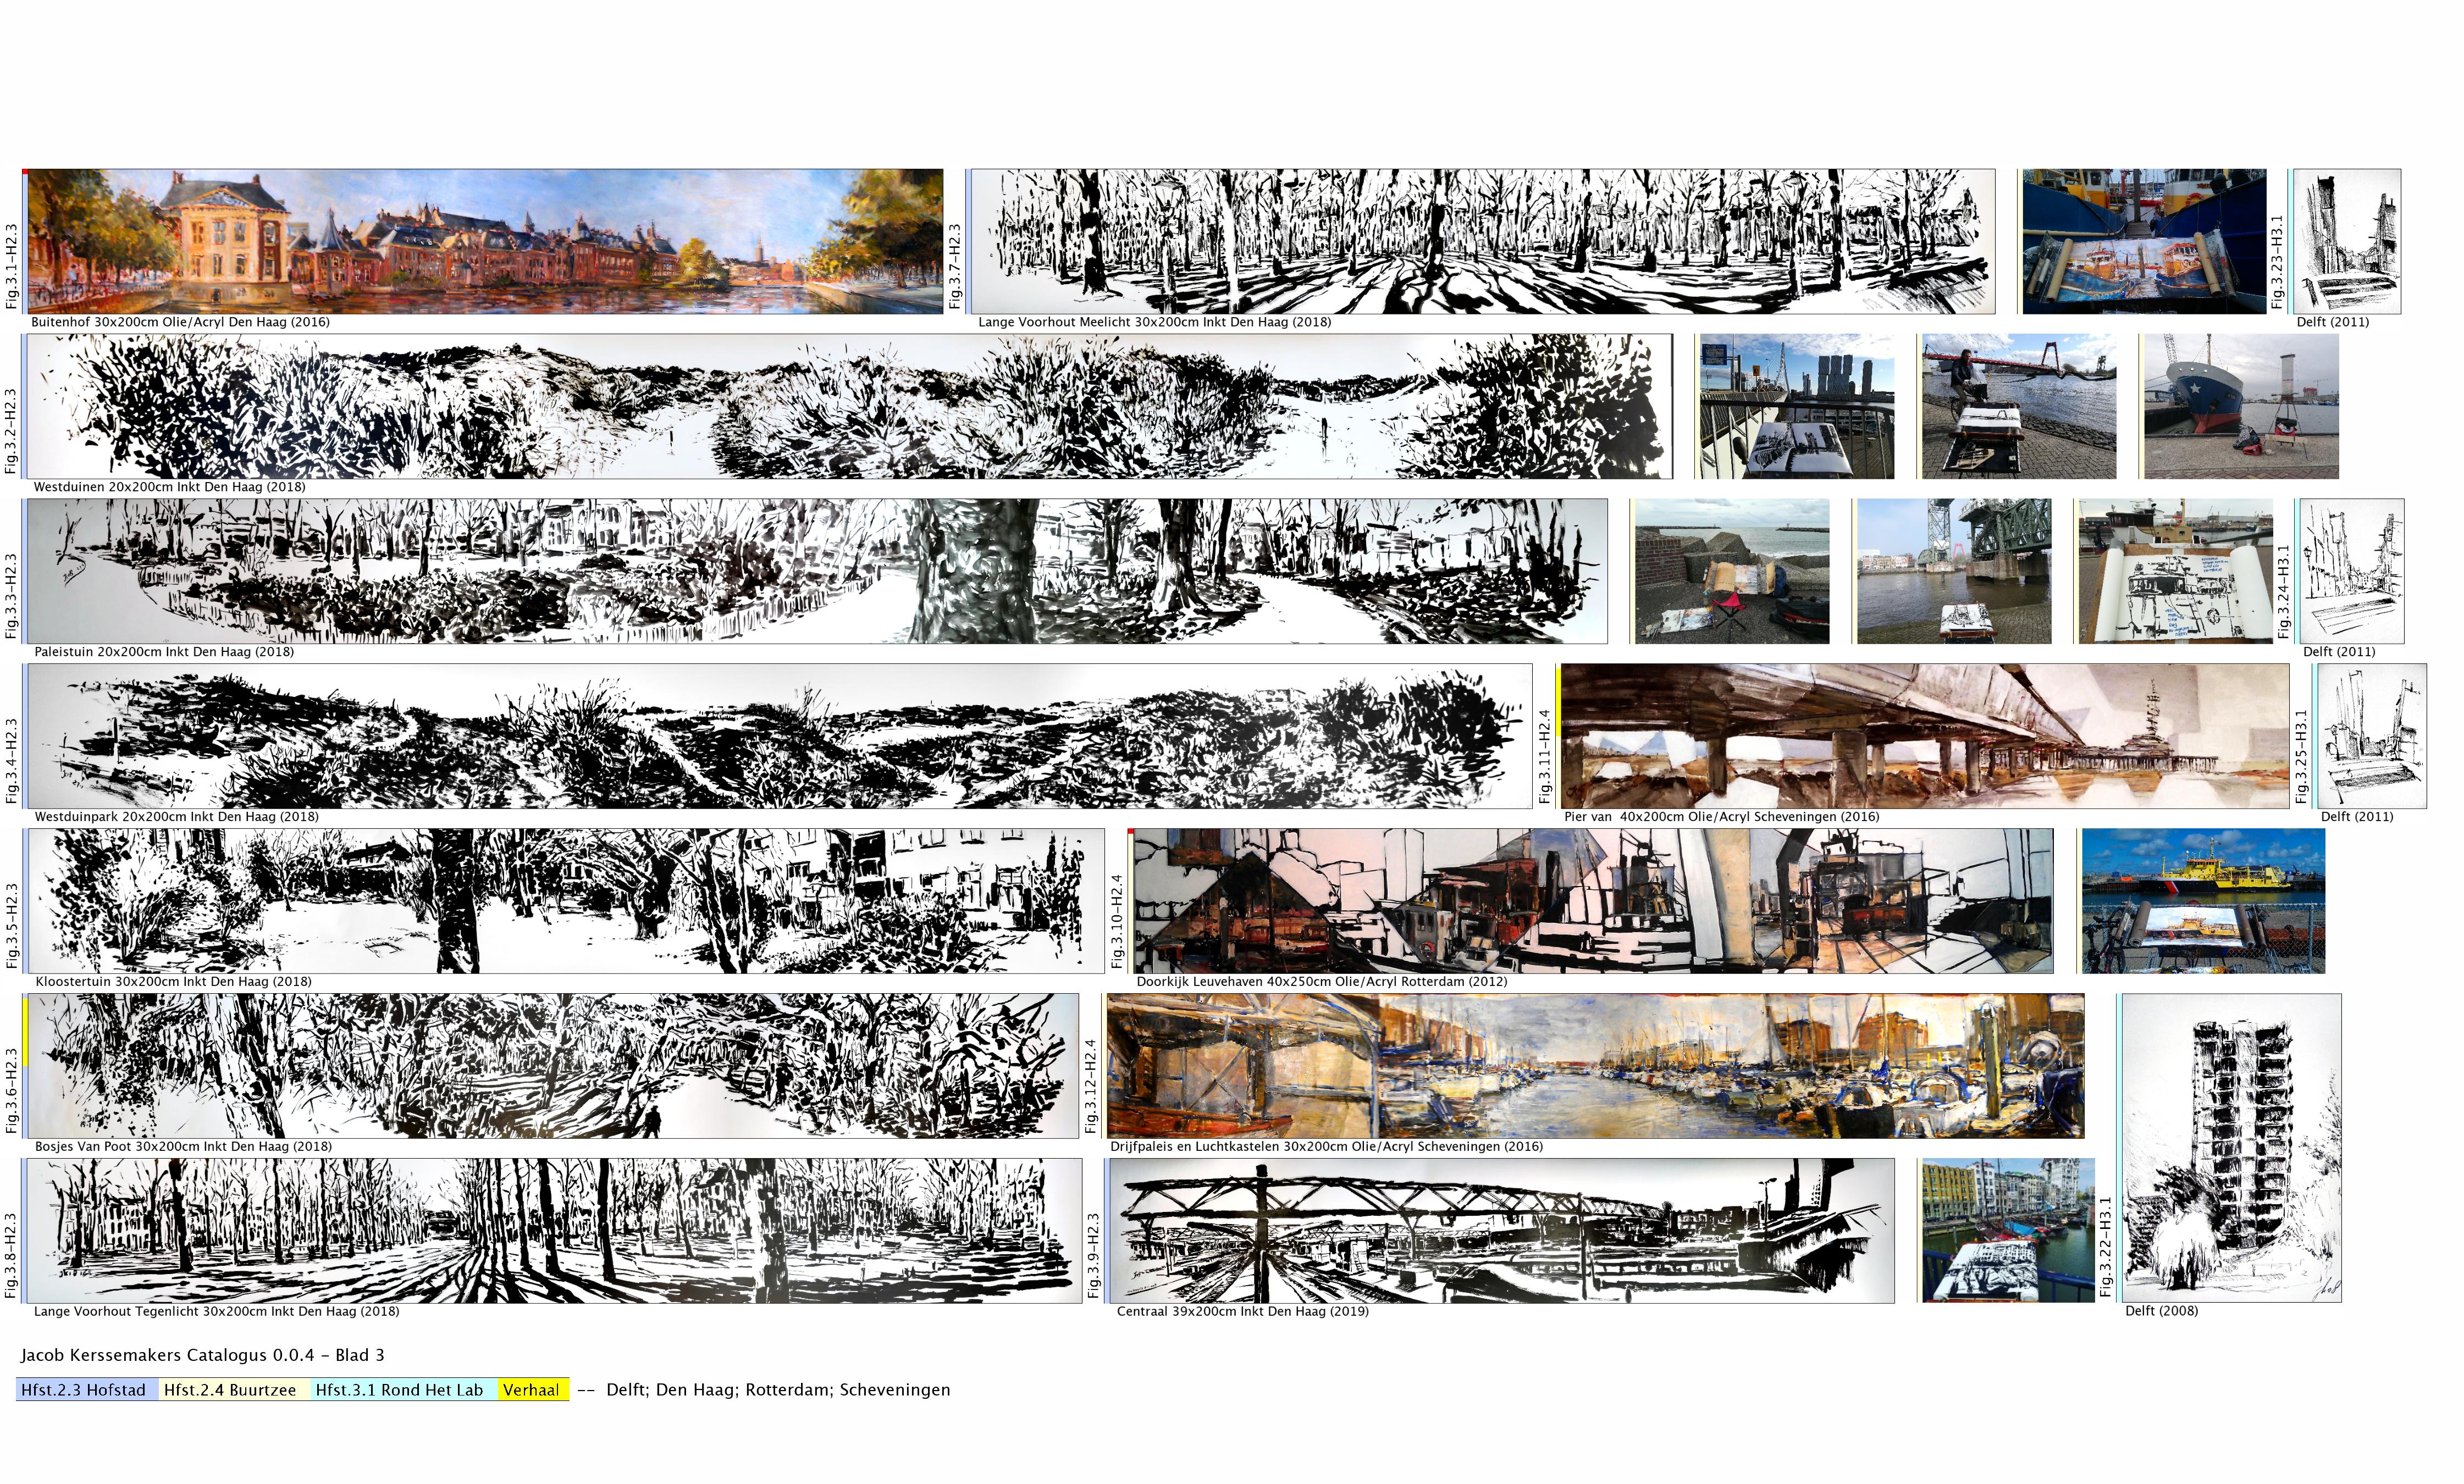 Fig.3.1-H2.3
Buitenhof 30x200cm Olie/Acryl Den Haag (2016)
Fig.3.7-H2.3
Lange Voorhout Meelicht 30x200cm Inkt Den Haag (2018)
Fig.3.23-H3.1
Delft (2011)
Fig.3.2-H2.3
Westduinen 20x200cm Inkt Den Haag (2018)
Fig.3.3-H2.3
Paleistuin 20x200cm Inkt Den Haag (2018)
Fig.3.24-H3.1
Delft (2011)
Fig.3.4-H2.3
Westduinpark 20x200cm Inkt Den Haag (2018)
Fig.3.11-H2.4
Pier van  40x200cm Olie/Acryl Scheveningen (2016)
Fig.3.25-H3.1
Delft (2011)
Fig.3.5-H2.3
Kloostertuin 30x200cm Inkt Den Haag (2018)
Fig.3.10-H2.4
Doorkijk Leuvehaven 40x250cm Olie/Acryl Rotterdam (2012)
Fig.3.6-H2.3
Bosjes Van Poot 30x200cm Inkt Den Haag (2018)
Fig.3.12-H2.4
Drijfpaleis en Luchtkastelen 30x200cm Olie/Acryl Scheveningen (2016)
Fig.3.8-H2.3
Lange Voorhout Tegenlicht 30x200cm Inkt Den Haag (2018)
Fig.3.9-H2.3
Centraal 39x200cm Inkt Den Haag (2019)
Fig.3.22-H3.1
Delft (2008)
Jacob Kerssemakers Catalogus 0.0.4 - Blad 3
Hfst.2.3 Hofstad Hfst.2.4 Buurtzee Hfst.3.1 Rond Het Lab Verhaal -- Delft; Den Haag; Rotterdam; Scheveningen